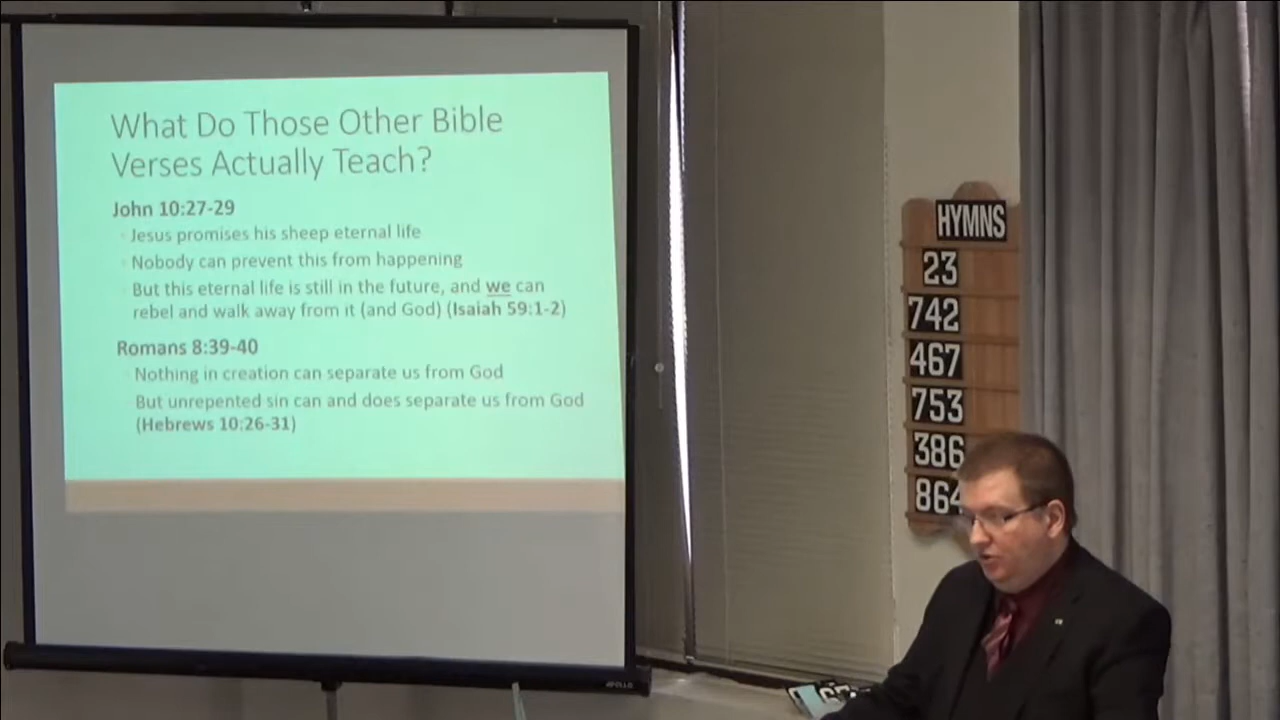 What Do Those Other Bible
Verses Actually Teach?
John 10:27-29
Jesus promises his sheep eternal life
Nobody can prevent this from happening
But this eternal life is still in the future, and we can
rebel and walk away from it (and God) (Isaiah 59:1-2)
Romans 8:39-40
Nothing in creation can separate us from God
But unrepented sin can and does separate us from God
(Hebrews 10:26-31)
APOLLO
HYMNS
23
742
467
753
386
864